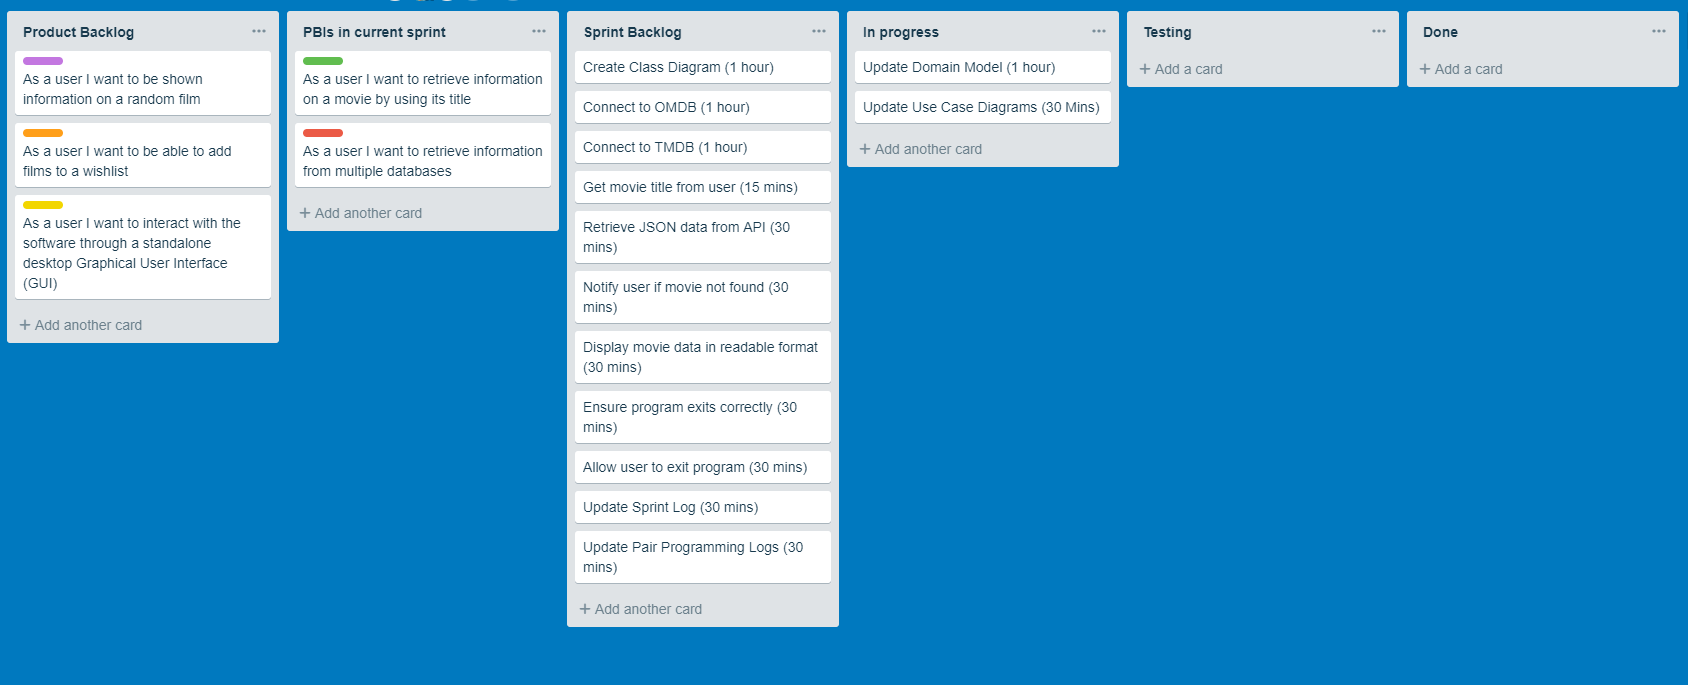 Product Backlog
As a user I want to be shown
information on a random film
As a user I want to be able to add
films to a wishlist
As a user I want to interact with the
software through a standalone
desktop Graphical User Interface
(GUI)
+ Add another card
PBIs in current sprint
As a user I want to retrieve information
on a movie by using its title
As a user I want to retrieve information
from multiple databases
+ Add another card
Sprint Backlog
Create Class Diagram (1 hour)
Connect to OMDB (1 hour)
Connect to TMDB (1 hour)
Get movie title from user (15 mins)
Retrieve JSON data from API (30
mins)
Notify user if movie not found (30
mins)
Display movie data in readable format
(30 mins)
Ensure program exits correctly (30
mins)
Allow user to exit program (30 mins)
Update Sprint Log (30 mins)
Update Pair Programming Logs (30
mins)
+ Add another card
In progress
Update Domain Model (1 hour)
Update Use Case Diagrams (30 Mins)
+ Add another card
Testing
+ Add a card
Done
+ Add a card